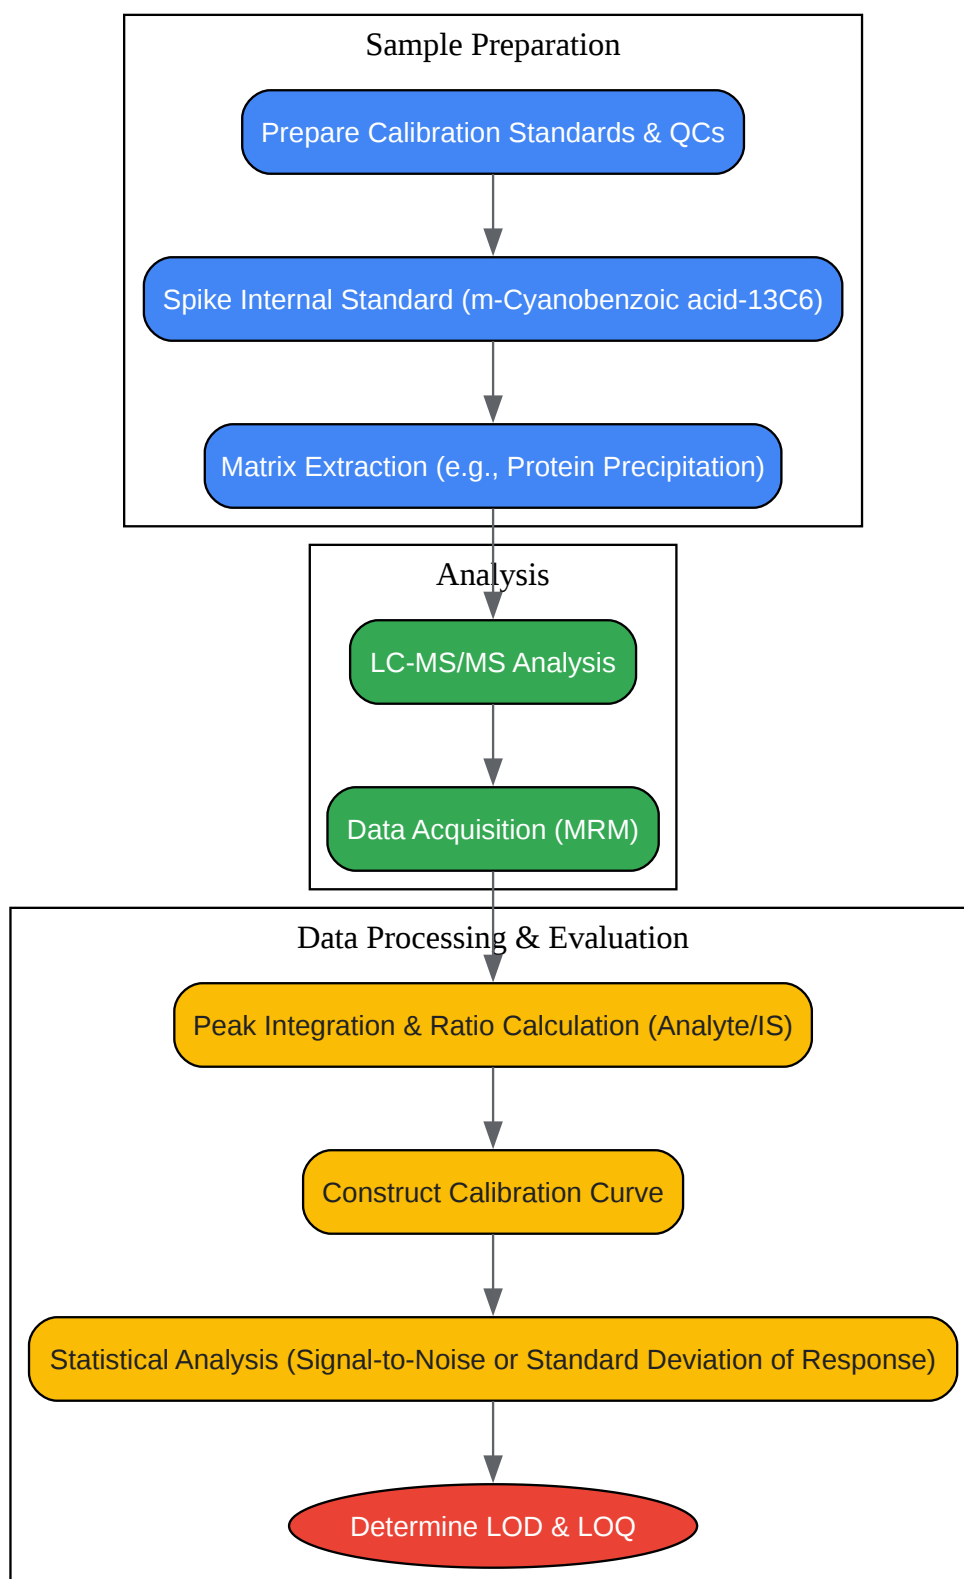 Sample Preparation
Prepare Calibration Standards & QCs
Spike Internal Standard (m-Cyanobenzoic acid-13C6)
Matrix Extraction (e.g., Protein Precipitation)
Analysis
LC-MS/MS Analysis
Data Acquisition (MRM)
Data Processing & Evaluation
Peak Integration & Ratio Calculation (Analyte/IS)
Construct Calibration Curve
Statistical Analysis (Signal-to-Noise or Standard Deviation of Response)
Determine LOD & LOQ